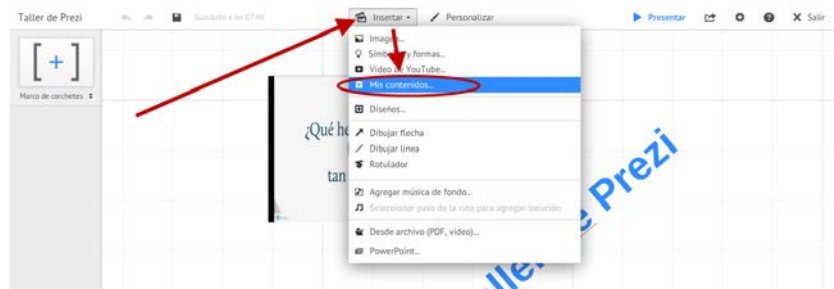 Taller de Prezi
Guardado a las 07:40
Insertar
Personalizar
Presentar
Salir
Marco de corchetes
Imagen...
Símbolos y formas...
Vídeo de YouTube...
Mis contenidos...
Diseños...
Dibujar flecha
Dibujar línea
Rotulador
Agregar música de fondo...
Seleccionar paso de la ruta para agregar locución
Desde archivo (PDF, video)...
PowerPoint...
¿Qué he
tan
Prezi